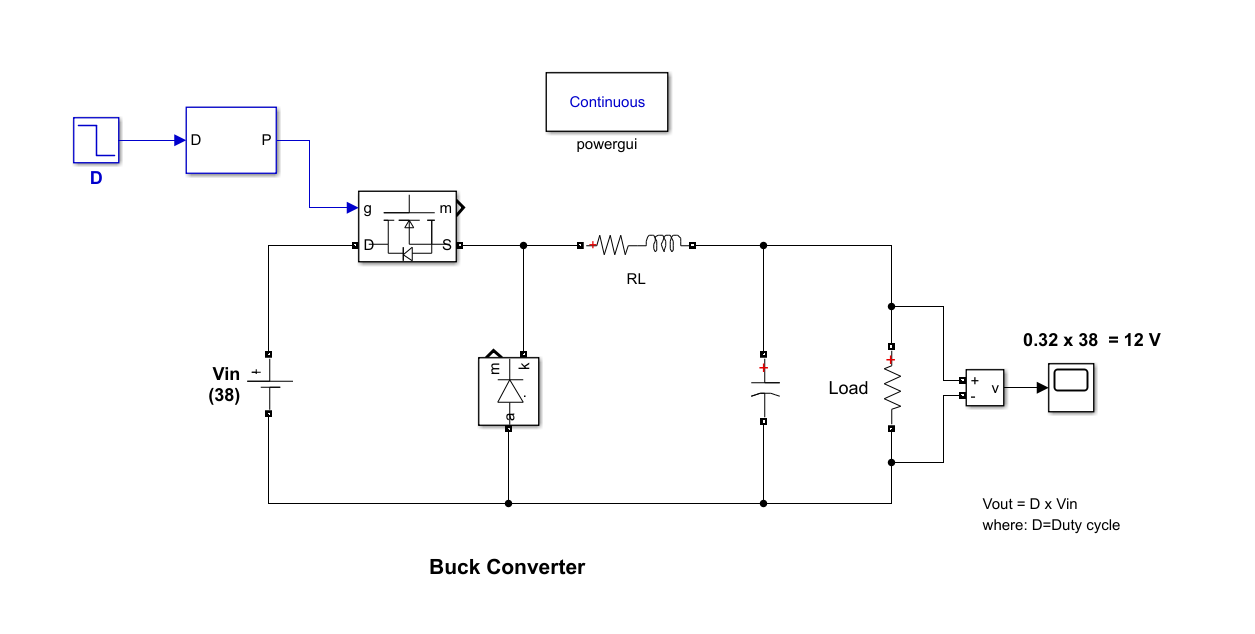 Continuous
powergui
D P
D
g m
D S
RL
Vin
(38)
m k
a
Load
0.32 x 38 = 12 V
+ v
-
Vout = D x Vin
where: D=Duty cycle
Buck Converter